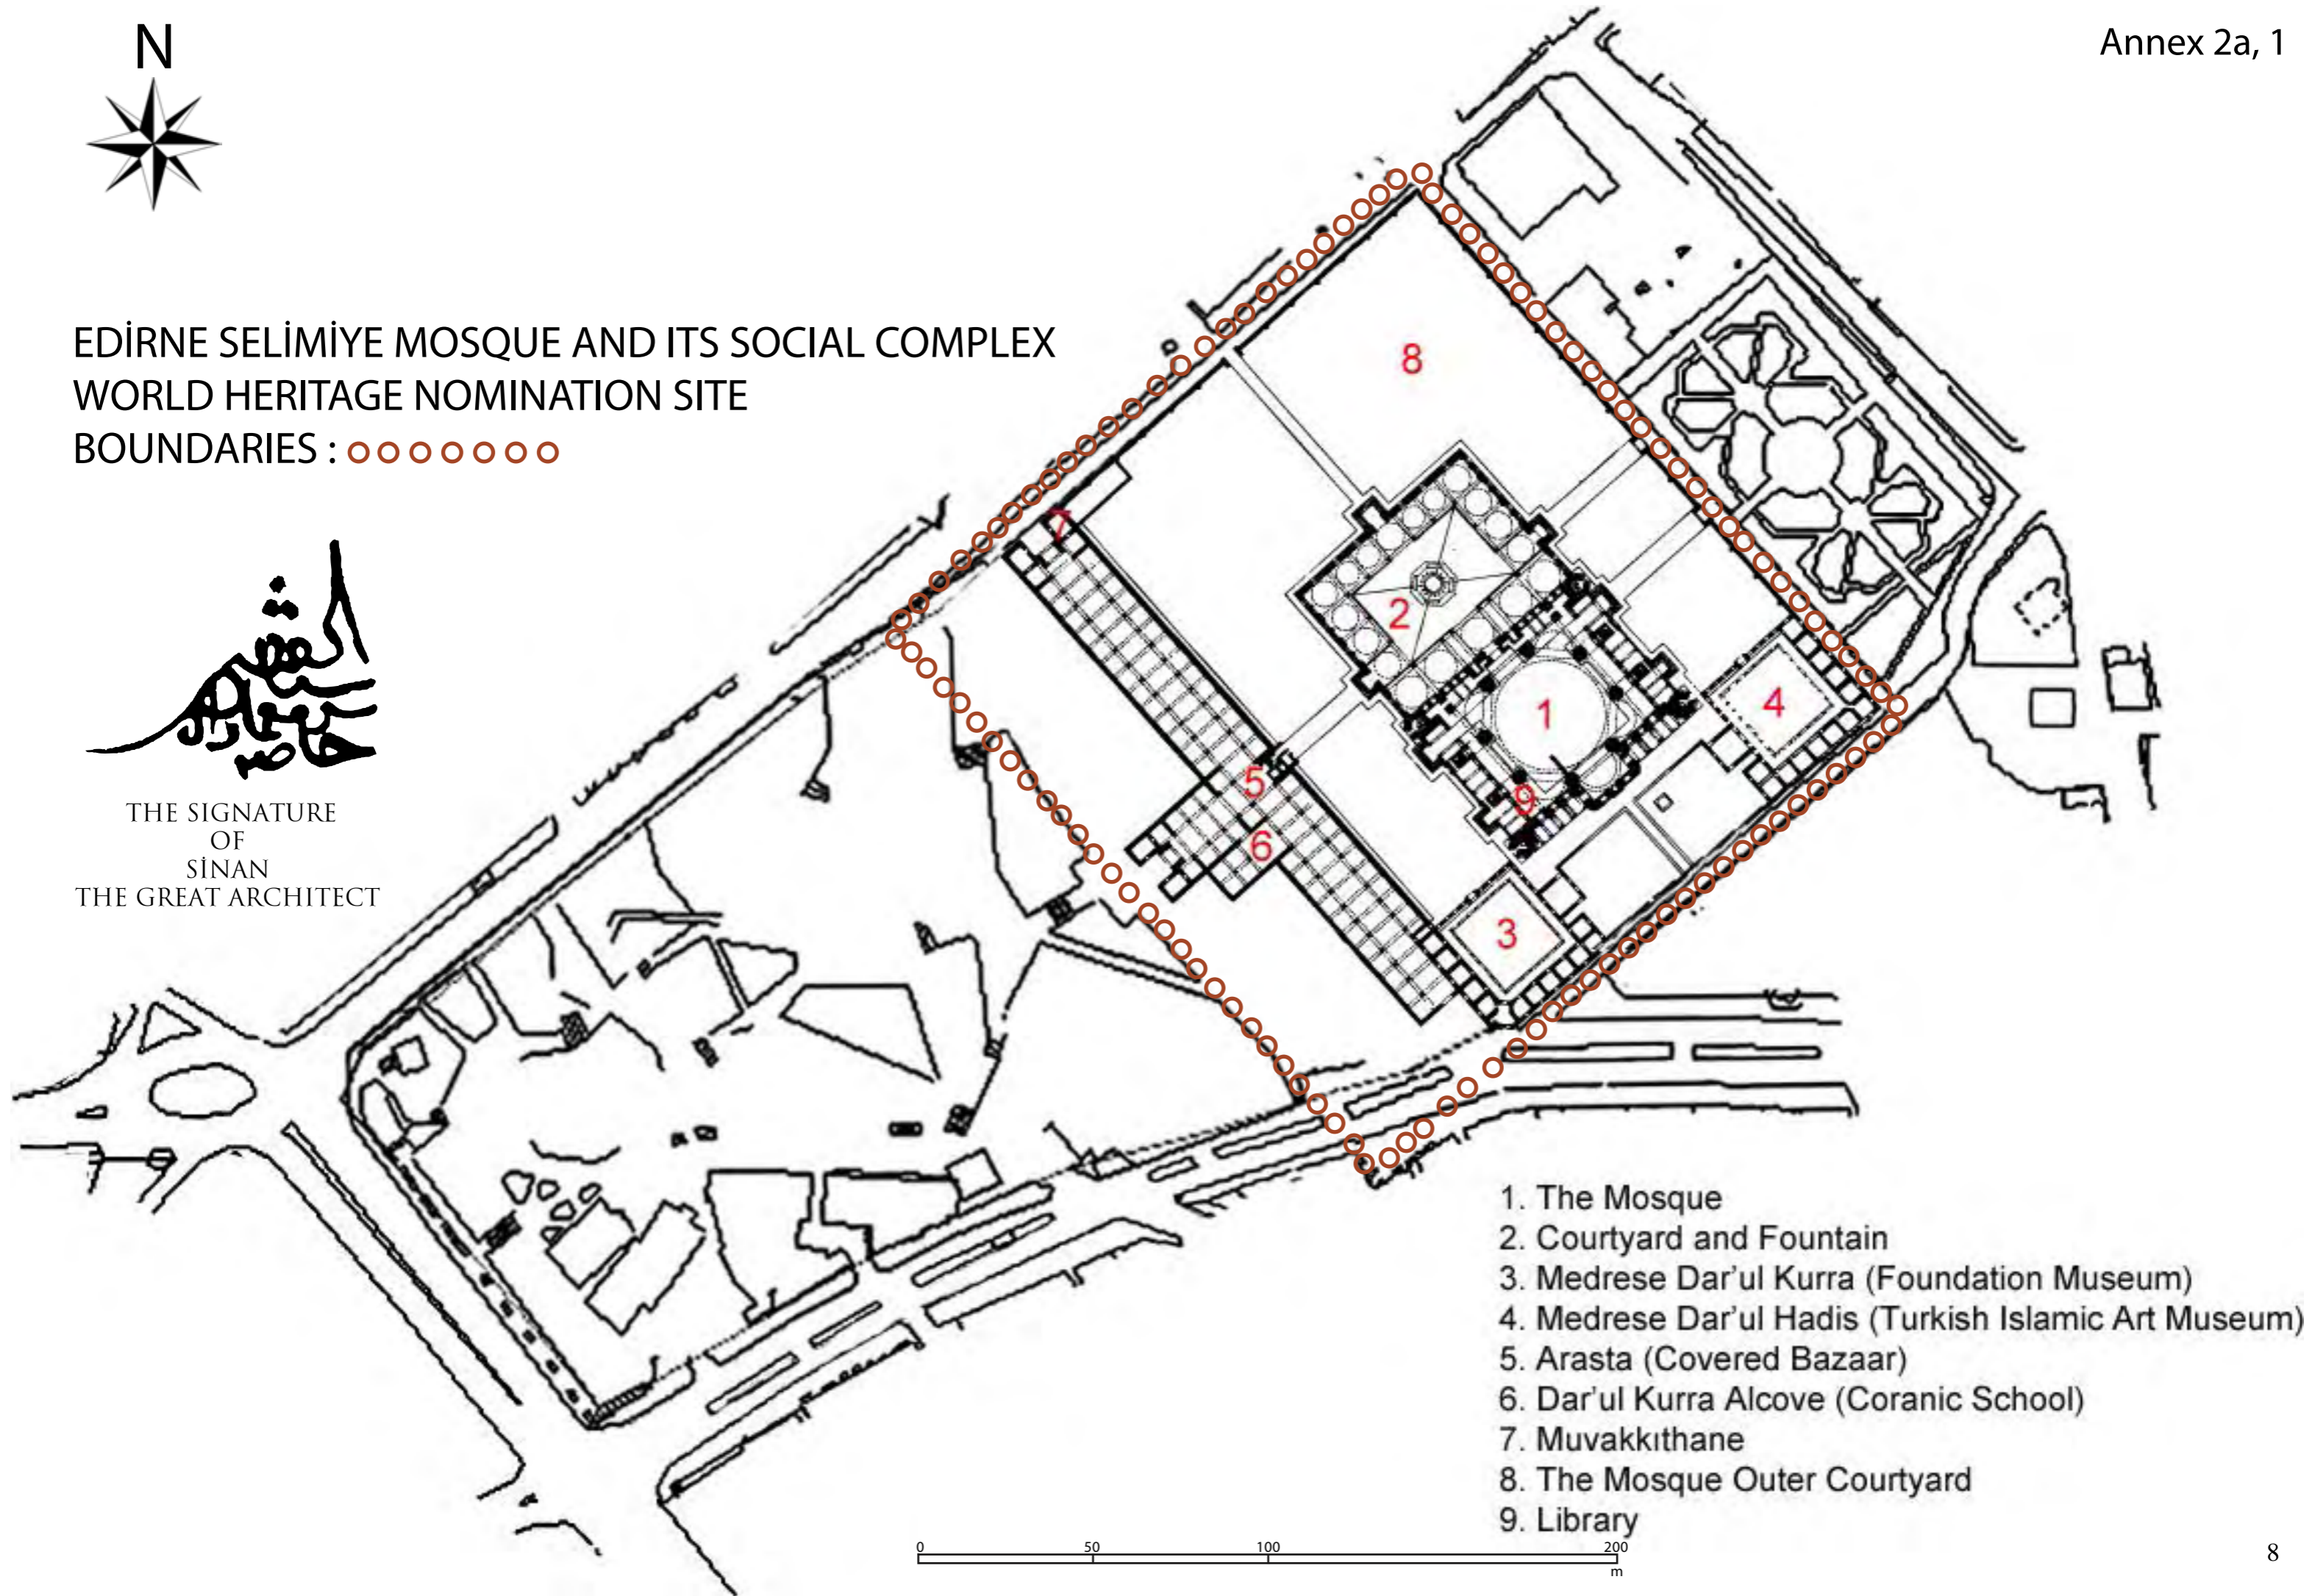 N
Annex 2a, 1
EDİRNE SELİMİYE MOSQUE AND ITS SOCIAL COMPLEX
WORLD HERITAGE NOMINATION SITE
BOUNDARIES :
THE SIGNATURE
OF
SİNAN
THE GREAT ARCHITECT
8
7
2
1
4
5
9
6
3
1. The Mosque
2. Courtyard and Fountain
3. Medrese Dar'ul Kurra (Foundation Museum)
4. Medrese Dar'ul Hadis (Turkish Islamic Art Museum)
5. Arasta (Covered Bazaar)
6. Dar'ul Kurra Alcove (Coranic School)
7. Muvakkıthane
8. The Mosque Outer Courtyard
9. Library
0 50 100 200
m
8